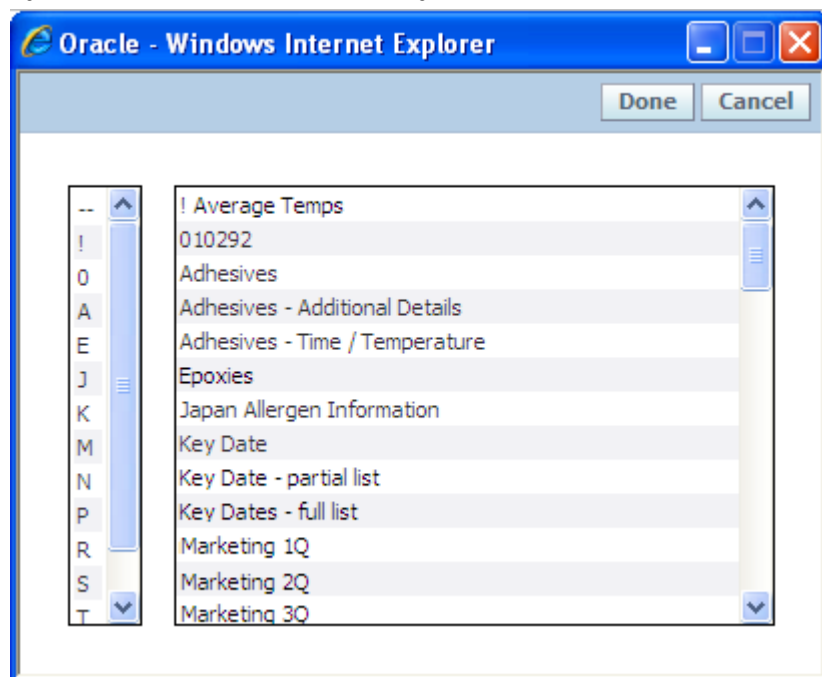 Oracle - Windows Internet Explorer
Done Cancel
--
!
0
A
E
J
K
M
N
P
R
S
T
! Average Temps
010292
Adhesives
Adhesives - Additional Details
Adhesives - Time / Temperature
Epoxies
Japan Allergen Information
Key Date
Key Date - partial list
Key Dates - full list
Marketing 1Q
Marketing 2Q
Marketing 3Q